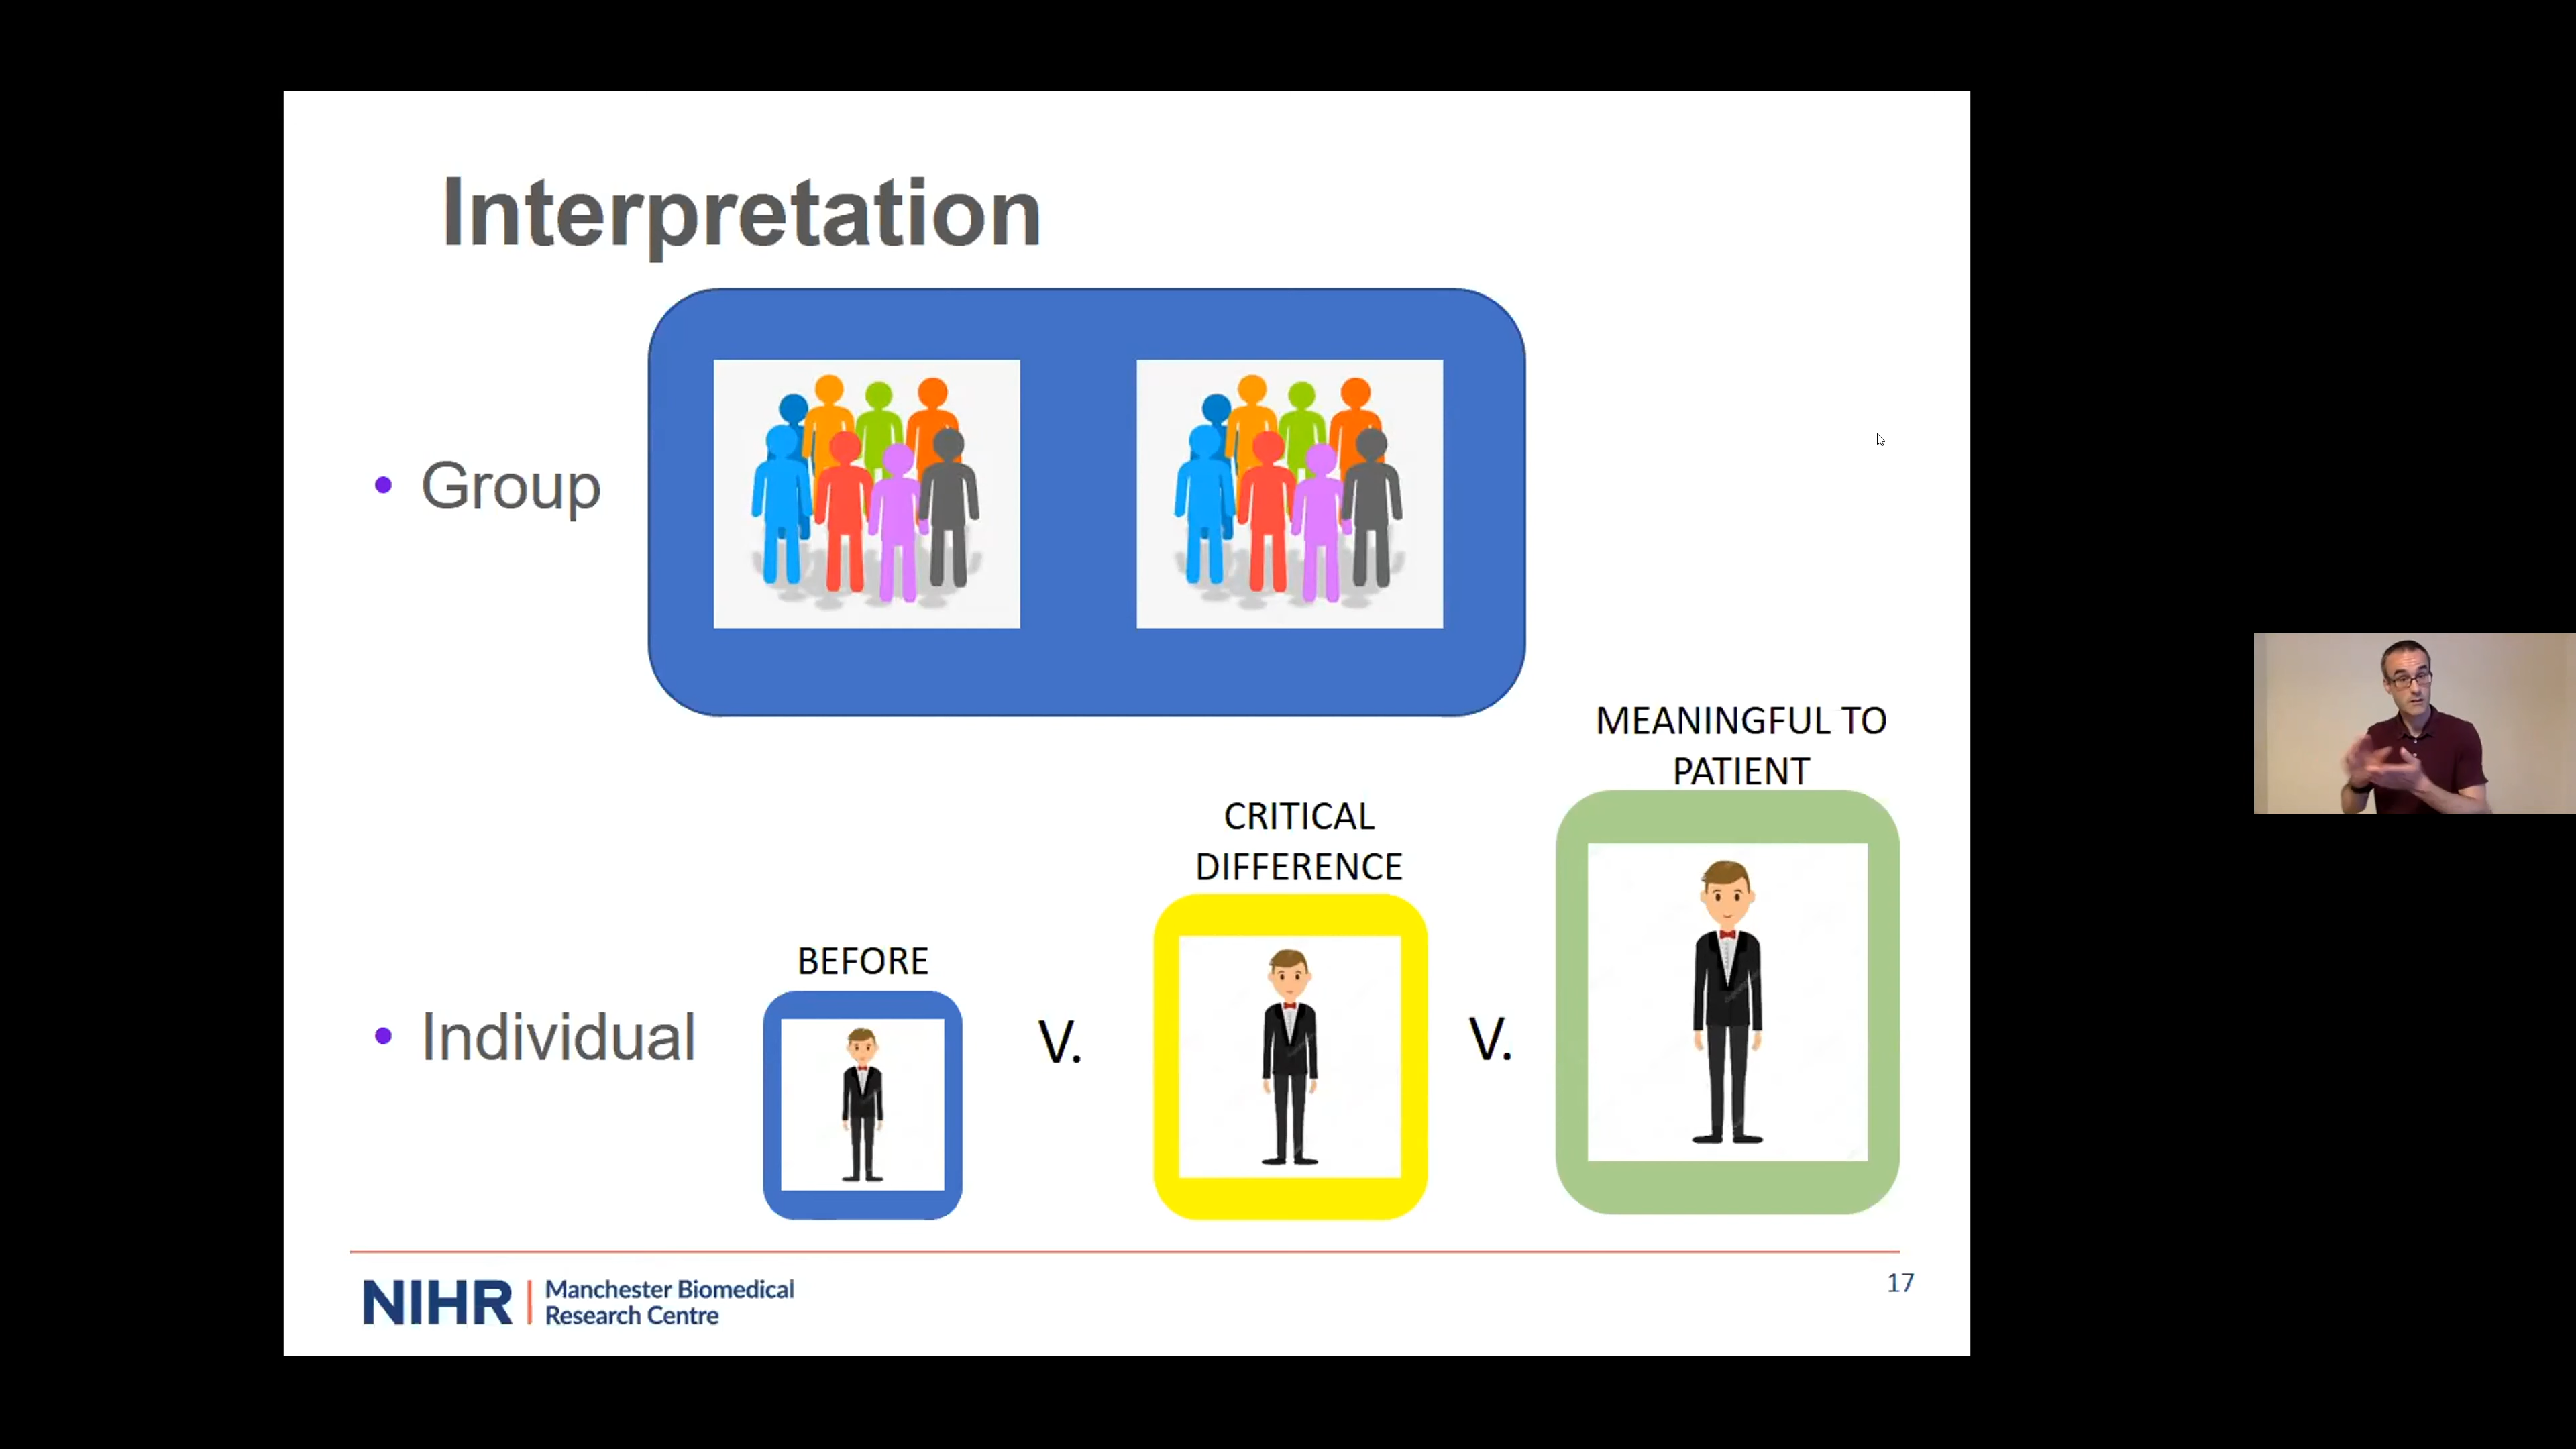 Interpretation
• Group
MEANINGFUL TO
PATIENT
CRITICAL
DIFFERENCE
BEFORE
• Individual
V.
V.
NIHR | Manchester Biomedical
Research Centre
17